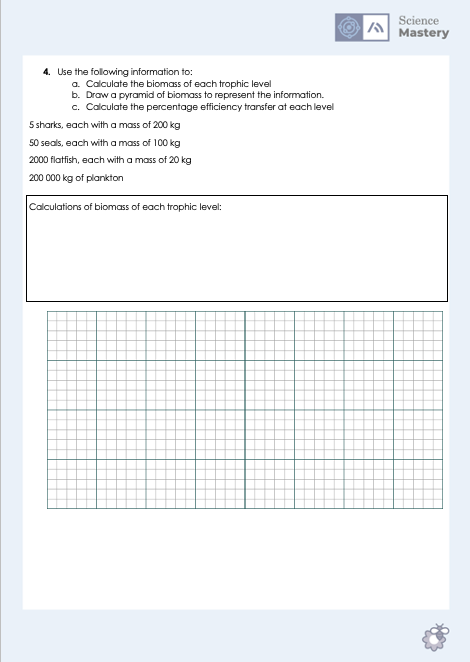 Science
Mastery
4. Use the following information to:
a. Calculate the biomass of each trophic level
b. Draw a pyramid of biomass to represent the information.
c. Calculate the percentage efficiency transfer at each level
5 sharks, each with a mass of 200 kg
50 seals, each with a mass of 100 kg
2000 flatfish, each with a mass of 20 kg
200 000 kg of plankton
Calculations of biomass of each trophic level: